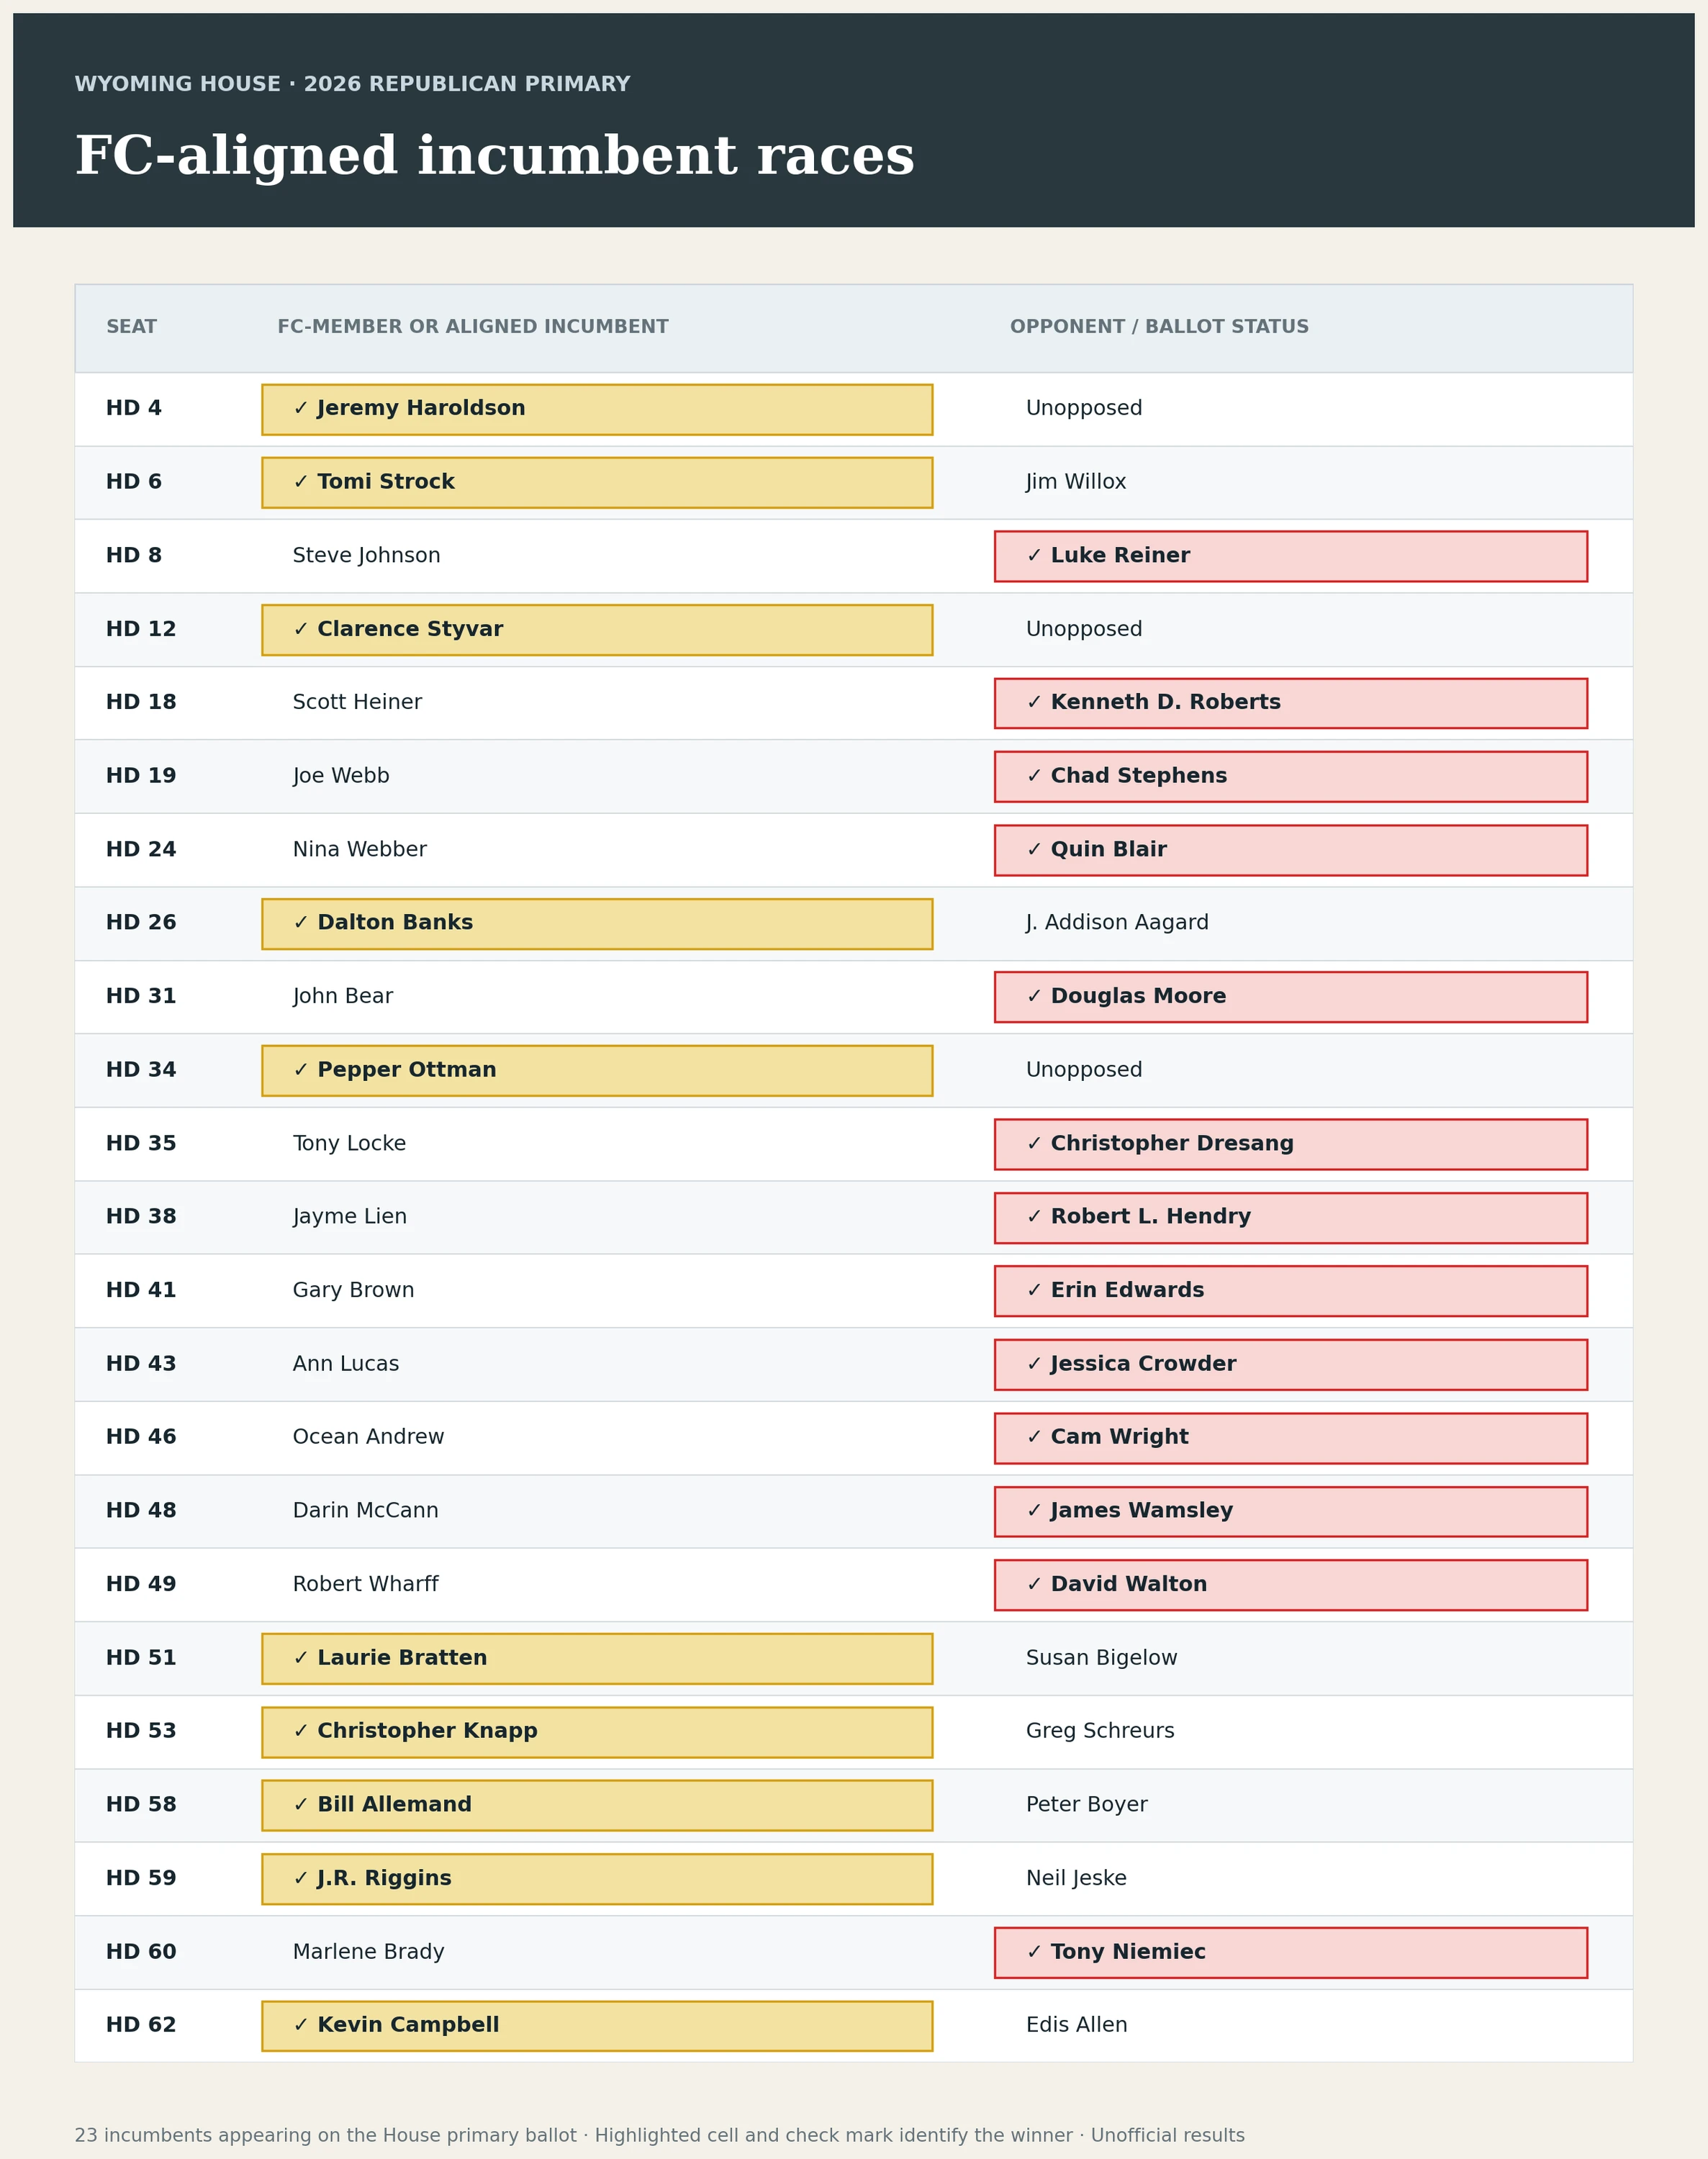 WYOMING HOUSE · 2026 REPUBLICAN PRIMARY
FC-aligned incumbent races
SEAT FC-MEMBER OR ALIGNED INCUMBENT OPPONENT / BALLOT STATUS
HD 4 ✓ Jeremy Haroldson Unopposed
HD 6 ✓ Tomi Strock Jim Willox
HD 8 Steve Johnson ✓ Luke Reiner
HD 12 ✓ Clarence Styvar Unopposed
HD 18 Scott Heiner ✓ Kenneth D. Roberts
HD 19 Joe Webb ✓ Chad Stephens
HD 24 Nina Webber ✓ Quin Blair
HD 26 ✓ Dalton Banks J. Addison Aagard
HD 31 John Bear ✓ Douglas Moore
HD 34 ✓ Pepper Ottman Unopposed
HD 35 Tony Locke ✓ Christopher Dresang
HD 38 Jayme Lien ✓ Robert L. Hendry
HD 41 Gary Brown ✓ Erin Edwards
HD 43 Ann Lucas ✓ Jessica Crowder
HD 46 Ocean Andrew ✓ Cam Wright
HD 48 Darin McCann ✓ James Wamsley
HD 49 Robert Wharff ✓ David Walton
HD 51 ✓ Laurie Bratten Susan Bigelow
HD 53 ✓ Christopher Knapp Greg Schreurs
HD 58 ✓ Bill Allemand Peter Boyer
HD 59 ✓ J.R. Riggins Neil Jeske
HD 60 Marlene Brady ✓ Tony Niemiec
HD 62 ✓ Kevin Campbell Edis Allen
23 incumbents appearing on the House primary ballot · Highlighted cell and check mark identify the winner · Unofficial results